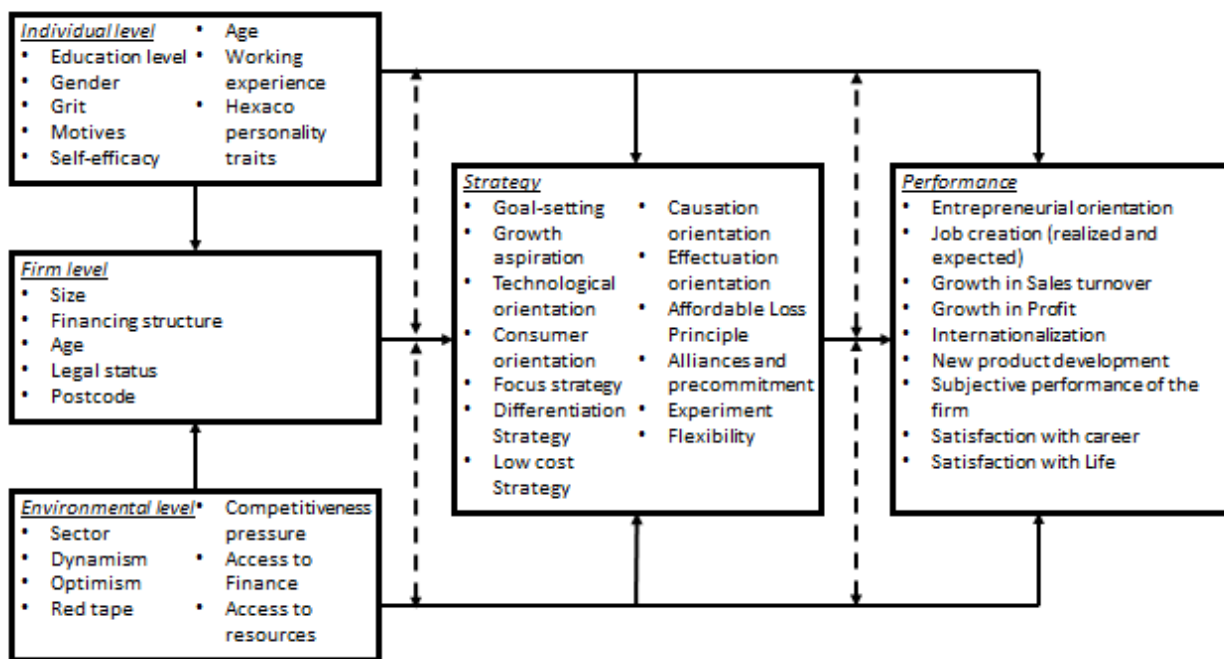 Individual level
• Education level
• Gender
• Grit
• Motives
• Self-efficacy
• Age
• Working
experience
• Hexaco
personality
traits
Firm level
• Size
• Financing structure
• Age
• Legal status
• Postcode
Environmental level
• Sector
• Dynamism
• Optimism
• Red tape
• Competitiveness
pressure
• Access to
Finance
• Access to
resources
Strategy
• Goal-setting
• Growth
aspiration
• Technological
orientation
• Consumer
orientation
• Focus strategy
• Differentiation
Strategy
• Low cost
Strategy
• Causation
orientation
• Effectuation
orientation
• Affordable Loss
Principle
• Alliances and
precommitment
• Experiment
• Flexibility
Performance
• Entrepreneurial orientation
• Job creation (realized and
expected)
• Growth in Sales turnover
• Growth in Profit
• Internationalization
• New product development
• Subjective performance of the
firm
• Satisfaction with career
• Satisfaction with Life